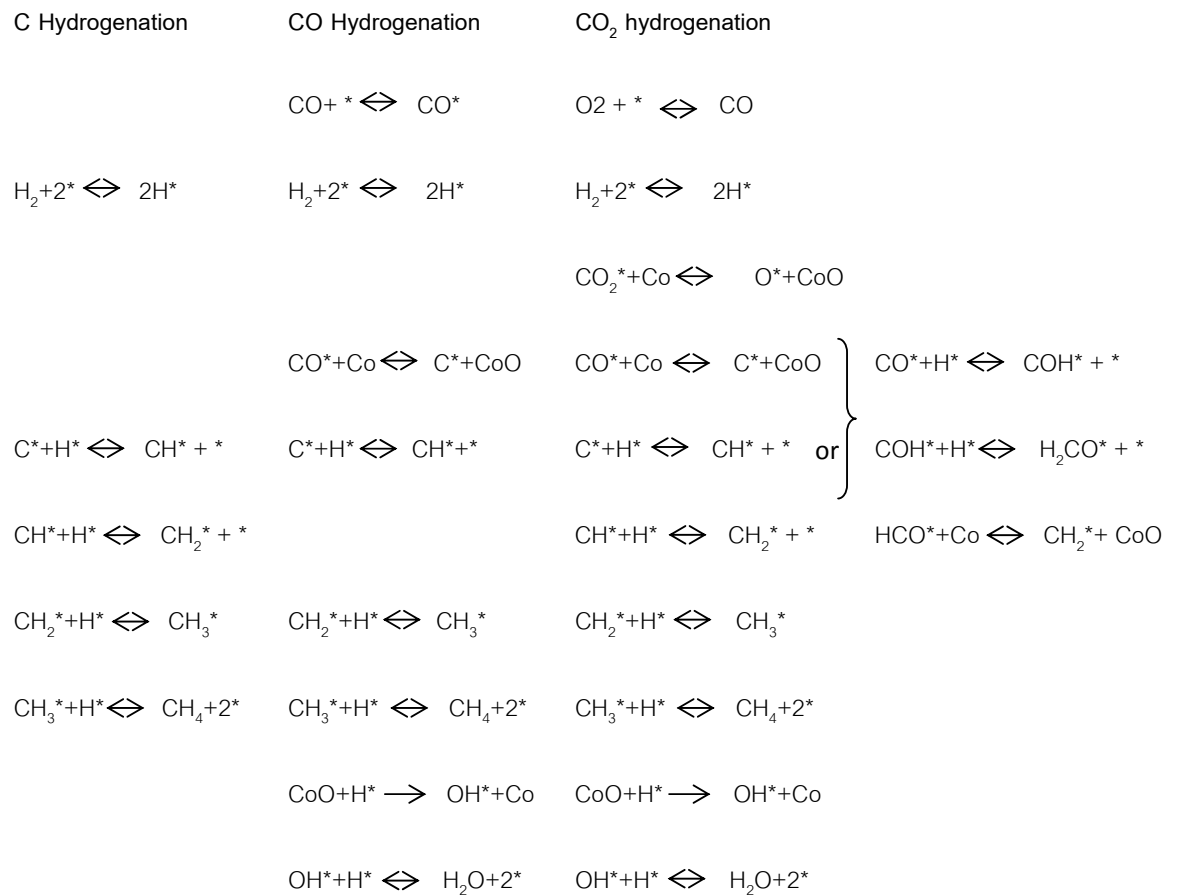 C Hydrogenation CO Hydrogenation CO₂ hydrogenation
CO+ * ⟺ CO* O2 + * ⟺ CO
H₂+2* ⟺ 2H* H₂+2* ⟺ 2H* H₂+2* ⟺ 2H*
CO₂*+Co ⟺ O*+CoO
CO*+Co ⟺ C*+CoO CO*+Co ⟺ C*+CoO CO*+H* ⟺ COH* + *
C*+H* ⟺ CH* + * C*+H* ⟺ CH*+* C*+H* ⟺ CH* + * or COH*+H* ⟺ H₂CO* + *
CH*+H* ⟺ CH₂* + * CH*+H* ⟺ CH₂* + * HCO*+Co ⟺ CH₂*+ CoO
CH₂*+H* ⟺ CH₃* CH₂*+H* ⟺ CH₃* CH₂*+H* ⟺ CH₃*
CH₃*+H* ⟺ CH₄+2* CH₃*+H* ⟺ CH₄+2* CH₃*+H* ⟺ CH₄+2*
CoO+H* → OH*+Co CoO+H* → OH*+Co
OH*+H* ⟺ H₂O+2* OH*+H* ⟺ H₂O+2*